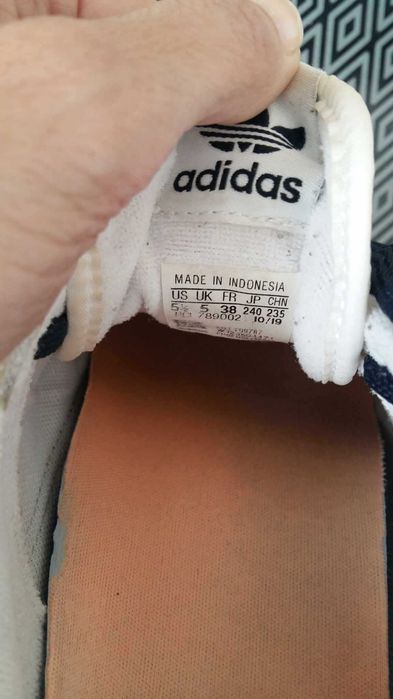 adidas
MADE IN INDONESIA
US UK FR JP CHN
5½ 5 38 240 235
789002 10/19